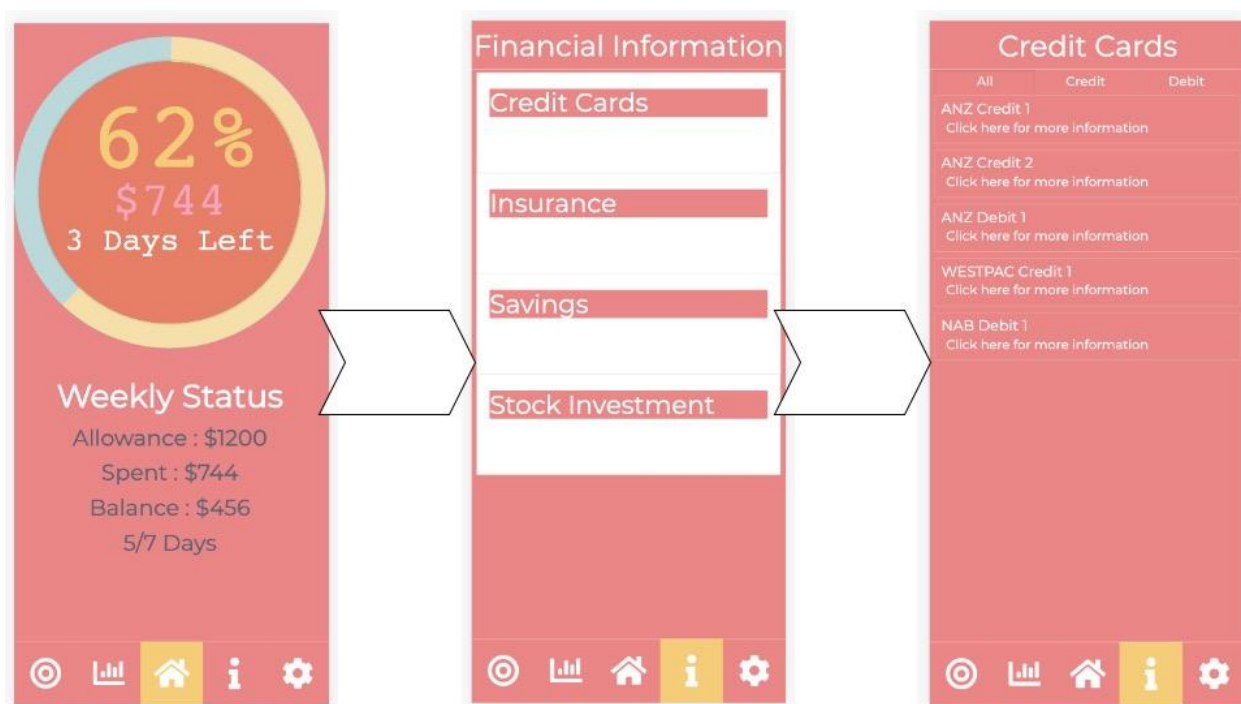 62%
$744
3 Days Left
Weekly Status
Allowance : $1200
Spent : $744
Balance : $456
5/7 Days
Financial Information
Credit Cards
Insurance
Savings
Stock Investment
Credit Cards
All Credit Debit
ANZ Credit 1
Click here for more information
ANZ Credit 2
Click here for more information
ANZ Debit 1
Click here for more information
WESTPAC Credit 1
Click here for more information
NAB Debit 1
Click here for more information